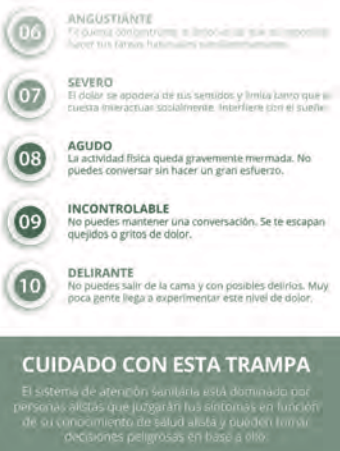 06 ANGUSTIANTE
hacer tus tareas habituales
07 SEVERO
El dolor se apodera de tus sentidos y limita tanto que te
cuesta interactuar socialmente. Interfiere con el sueño.
08 AGUDO
La actividad física queda gravemente mermada. No
puedes conversar sin hacer un gran esfuerzo.
09 INCONTROLABLE
No puedes mantener una conversación. Se te escapan
quejidos o gritos de dolor.
10 DELIRANTE
No puedes salir de la cama y con posibles delirios. Muy
poca gente llega a experimentar este nivel de dolor.
CUIDADO CON ESTA TRAMPA
El sistema de atención sanitaria está dominado por
personas alistas que juzgarán tus síntomas en función
de su conocimiento de salud alista y pueden tomar
decisiones peligrosas en base a ello.